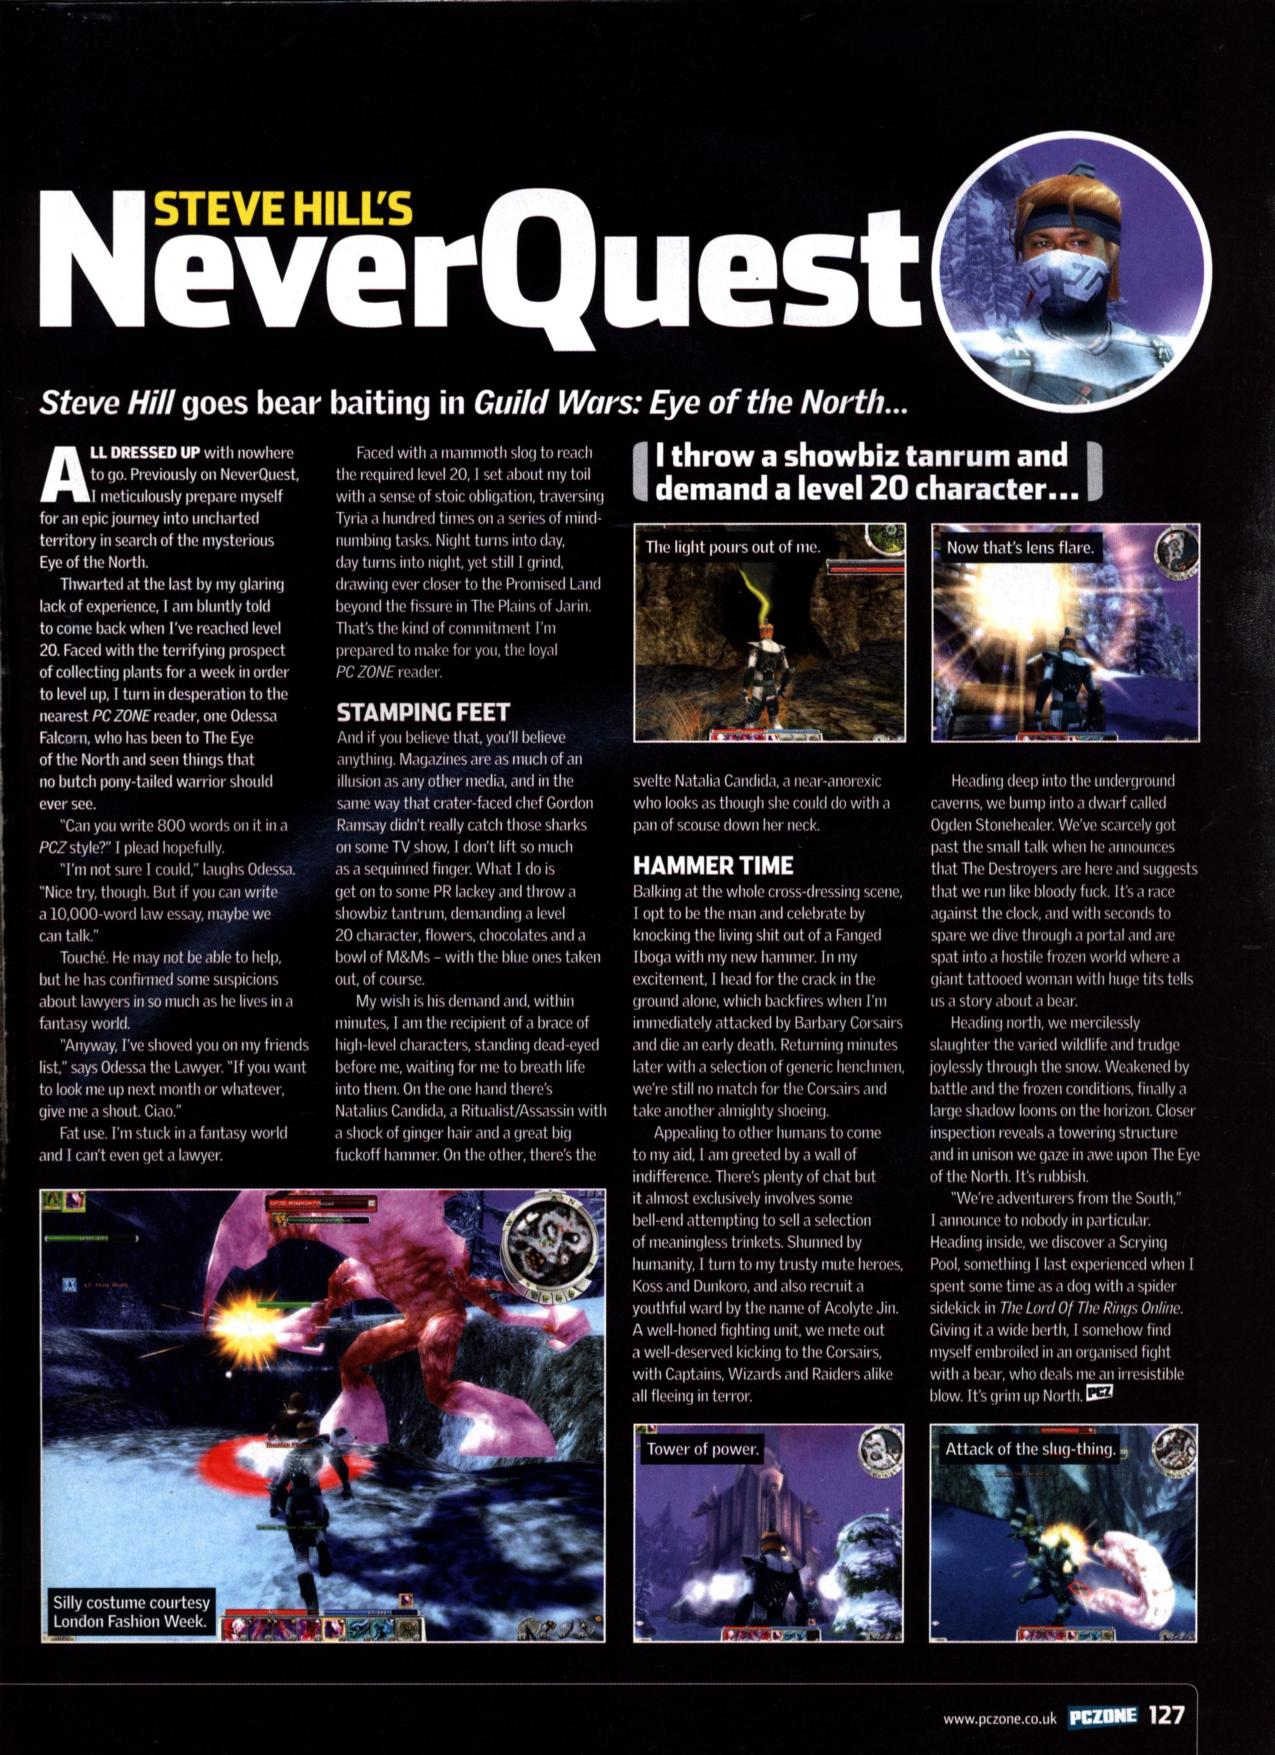 STEVE HILL'S
NeverQuest
Steve Hill goes bear baiting in Guild Wars: Eye of the North...
ALL DRESSED UP with nowhere
to go. Previously on NeverQuest,
I meticulously prepare myself
for an epic journey into uncharted
territory in search of the mysterious
Eye of the North.
Thwarted at the last by my glaring
lack of experience, I am bluntly told
to come back when I've reached level
20. Faced with the terrifying prospect
of collecting plants for a week in order
to level up, I turn in desperation to the
nearest PC ZONE reader, one Odessa
Falcorn, who has been to The Eye
of the North and seen things that
no butch pony-tailed warrior should
ever see.
"Can you write 800 words on it in a
PCZ style?" I plead hopefully.
"I'm not sure I could," laughs Odessa.
"Nice try, though. But if you can write
a 10,000-word law essay, maybe we
can talk."
Touché. He may not be able to help,
but he has confirmed some suspicions
about lawyers in so much as he lives in a
fantasy world.
"Anyway, I've shoved you on my friends
list," says Odessa the Lawyer. "If you want
to look me up next month or whatever,
give me a shout. Ciao."
Fat use. I'm stuck in a fantasy world
and I can't even get a lawyer.
Faced with a mammoth slog to reach
the required level 20, I set about my toil
with a sense of stoic obligation, traversing
Tyria a hundred times on a series of mind-
numbing tasks. Night turns into day,
day turns into night, yet still I grind,
drawing ever closer to the Promised Land
beyond the fissure in The Plains of Jarin.
That's the kind of commitment I'm
prepared to make for you, the loyal
PC ZONE reader.
STAMPING FEET
And if you believe that, you'll believe
anything. Magazines are as much of an
illusion as any other media, and in the
same way that crater-faced chef Gordon
Ramsay didn't really catch those sharks
on some TV show, I don't lift so much
as a sequinned finger. What I do is
get on to some PR lackey and throw a
showbiz tantrum, demanding a level
20 character, flowers, chocolates and a
bowl of M&Ms – with the blue ones taken
out, of course.
My wish is his demand and, within
minutes, I am the recipient of a brace of
high-level characters, standing dead-eyed
before me, waiting for me to breath life
into them. On the one hand there's
Natalius Candida, a Ritualist/Assassin with
a shock of ginger hair and a great big
fuckoff hammer. On the other, there's the
I throw a showbiz tanrum and
demand a level 20 character...
The light pours out of me.
Now that's lens flare.
svelte Natalia Candida, a near-anorexic
who looks as though she could do with a
pan of scouse down her neck.
HAMMER TIME
Balking at the whole cross-dressing scene,
I opt to be the man and celebrate by
knocking the living shit out of a Fanged
Iboga with my new hammer. In my
excitement, I head for the crack in the
ground alone, which backfires when I'm
immediately attacked by Barbary Corsairs
and die an early death. Returning minutes
later with a selection of generic henchmen,
we're still no match for the Corsairs and
take another almighty shoeing.
Appealing to other humans to come
to my aid, I am greeted by a wall of
indifference. There's plenty of chat but
it almost exclusively involves some
bell-end attempting to sell a selection
of meaningless trinkets. Shunned by
humanity, I turn to my trusty mute heroes,
Koss and Dunkoro, and also recruit a
youthful ward by the name of Acolyte Jin.
A well-honed fighting unit, we mete out
a well-deserved kicking to the Corsairs,
with Captains, Wizards and Raiders alike
all fleeing in terror.
Heading deep into the underground
caverns, we bump into a dwarf called
Ogden Stonehealer. We've scarcely got
past the small talk when he announces
that The Destroyers are here and suggests
that we run like bloody fuck. It's a race
against the clock, and with seconds to
spare we dive through a portal and are
spat into a hostile frozen world where a
giant tattooed woman with huge tits tells
us a story about a bear.
Heading north, we mercilessly
slaughter the varied wildlife and trudge
joylessly through the snow. Weakened by
battle and the frozen conditions, finally a
large shadow looms on the horizon. Closer
inspection reveals a towering structure
and in unison we gaze in awe upon The Eye
of the North. It's rubbish.
"We're adventurers from the South,"
I announce to nobody in particular.
Heading inside, we discover a Scrying
Pool, something I last experienced when I
spent some time as a dog with a spider
sidekick in The Lord Of The Rings Online.
Giving it a wide berth, I somehow find
myself embroiled in an organised fight
with a bear, who deals me an irresistible
blow. It's grim up North. PCZ
Silly costume courtesy
London Fashion Week.
Tower of power.
Attack of the slug-thing.
www.pczone.co.uk PCZONE 127